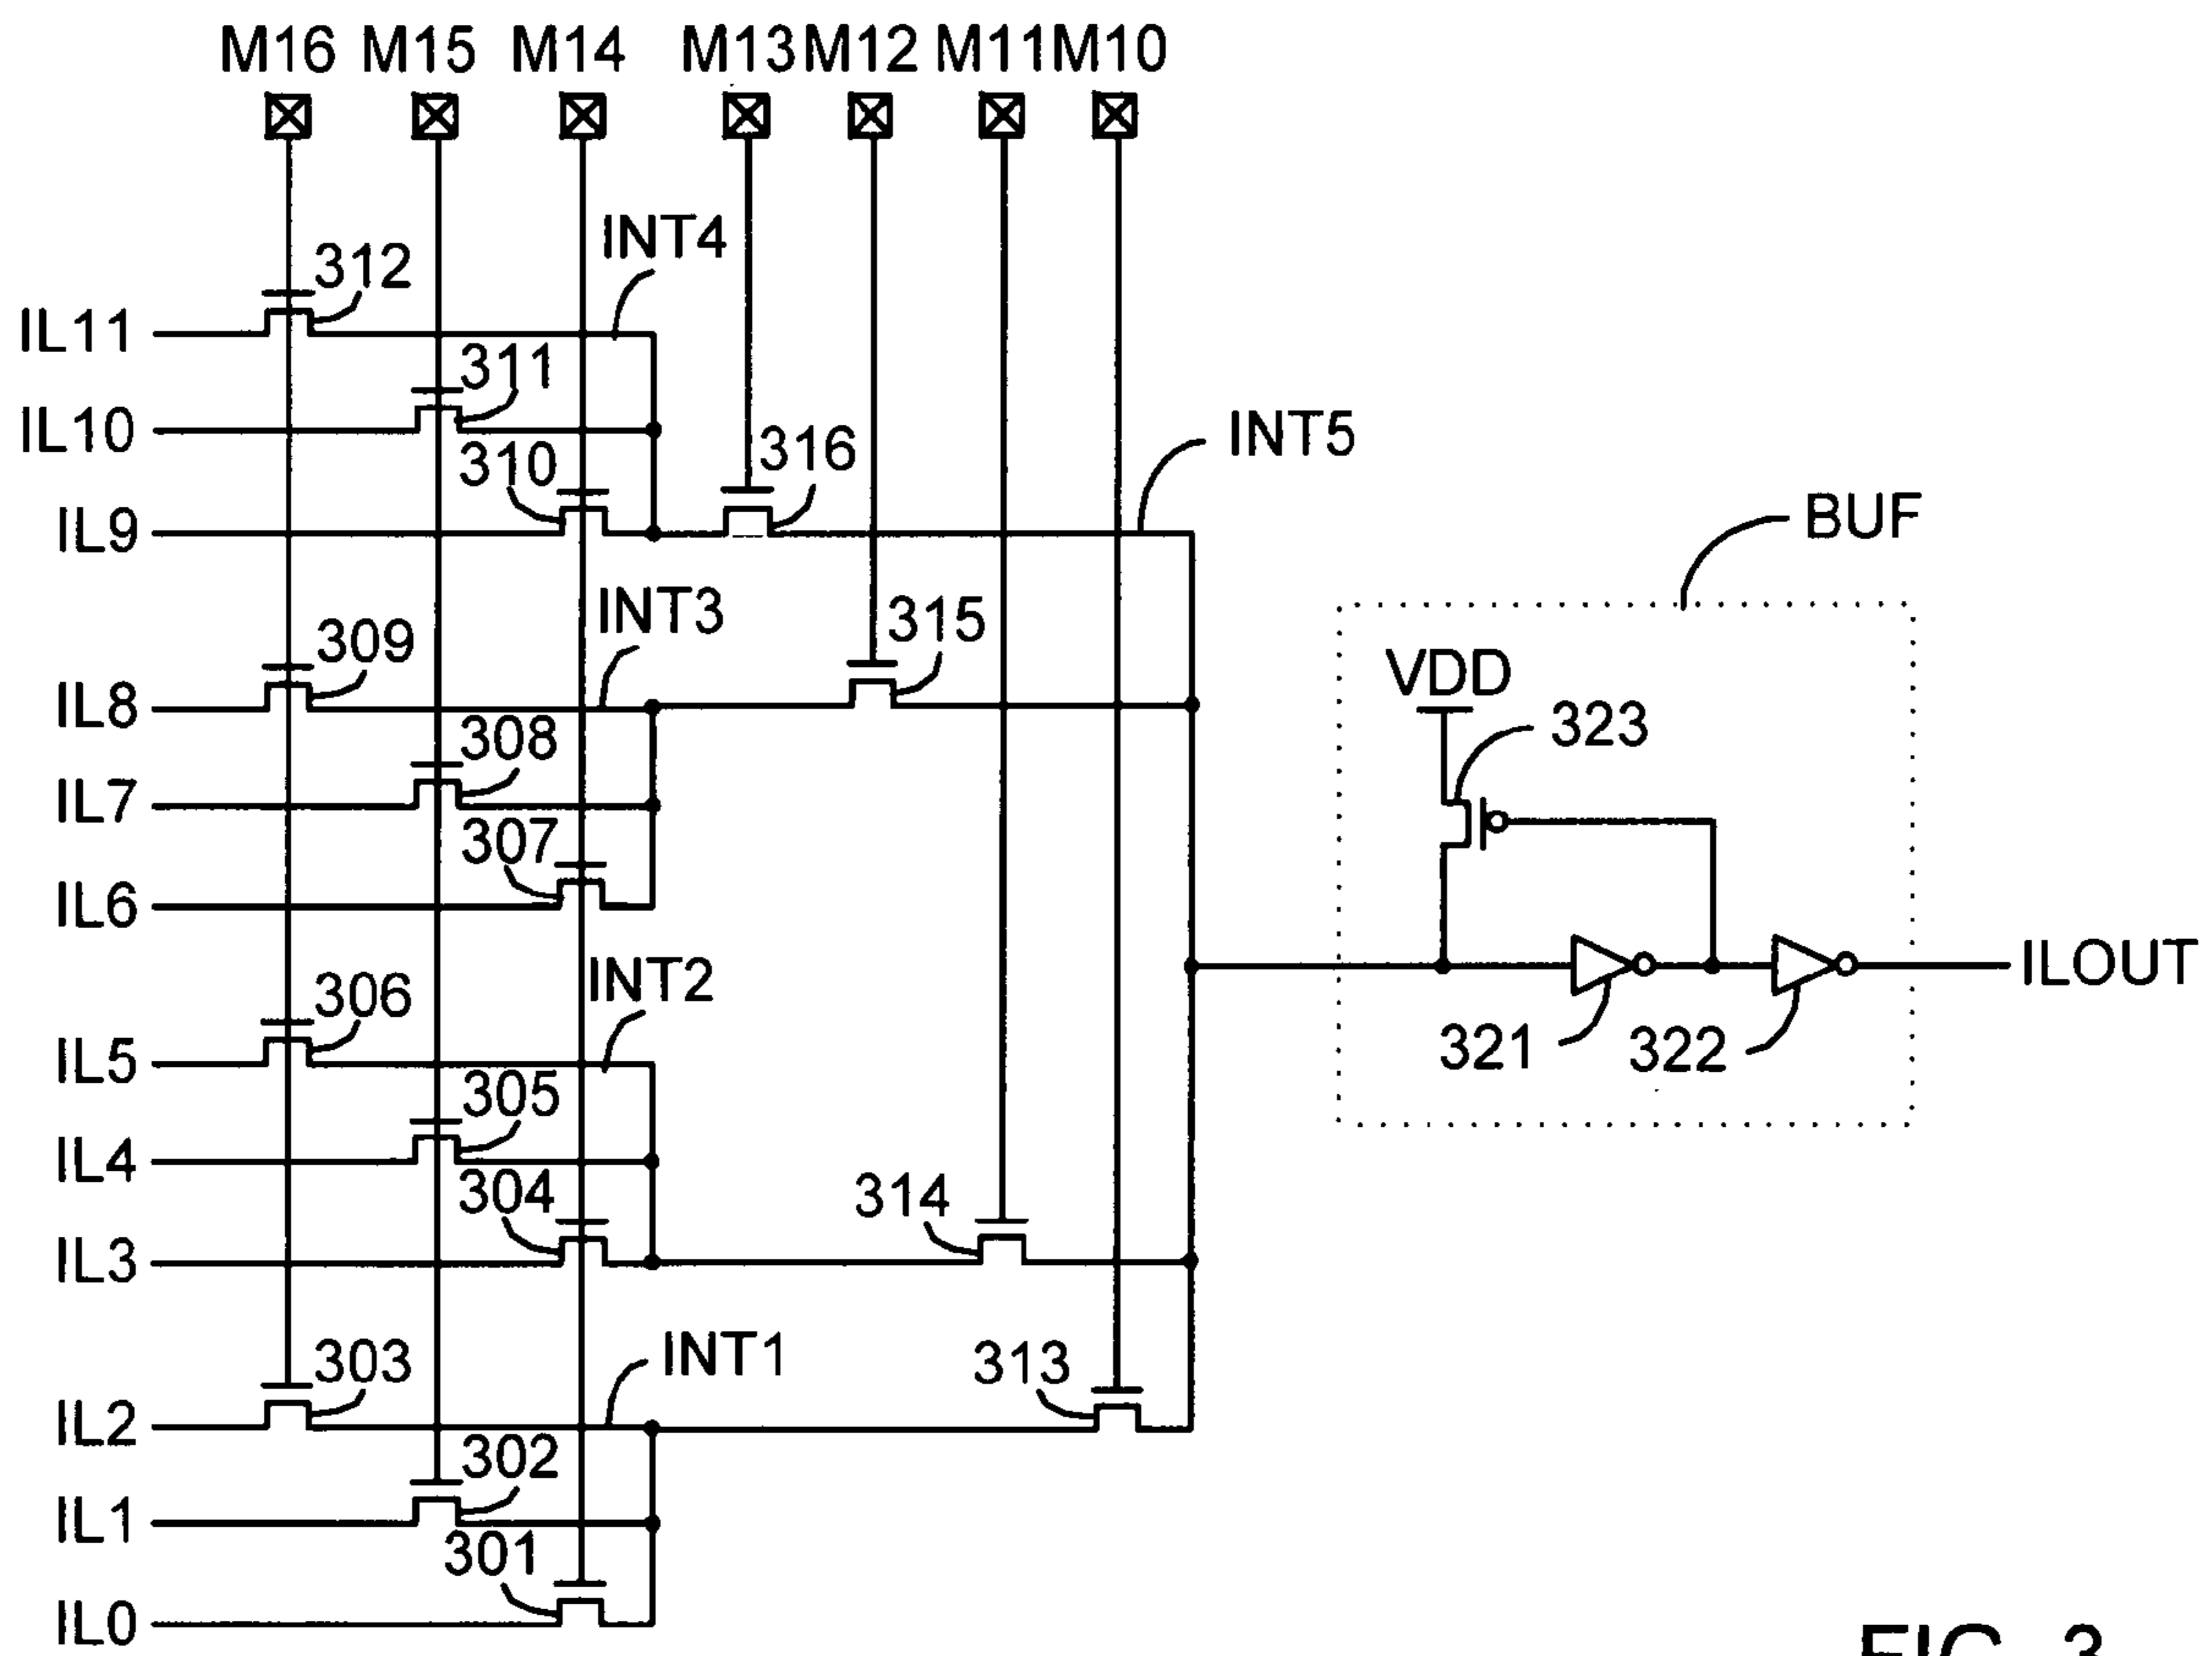 M16 M15 M14 M13 M12 M11 M10
INT4
312
IL11
311
IL10
310
316
INT5
IL9
BUF
INT3
315
309
VDD
IL8
323
308
IL7
307
IL6
INT2
ILOUT
306
321
322
IL5
305
IL4
304
314
IL3
INT1
303
313
IL2
302
IL1
301
IL0
FIG. 3